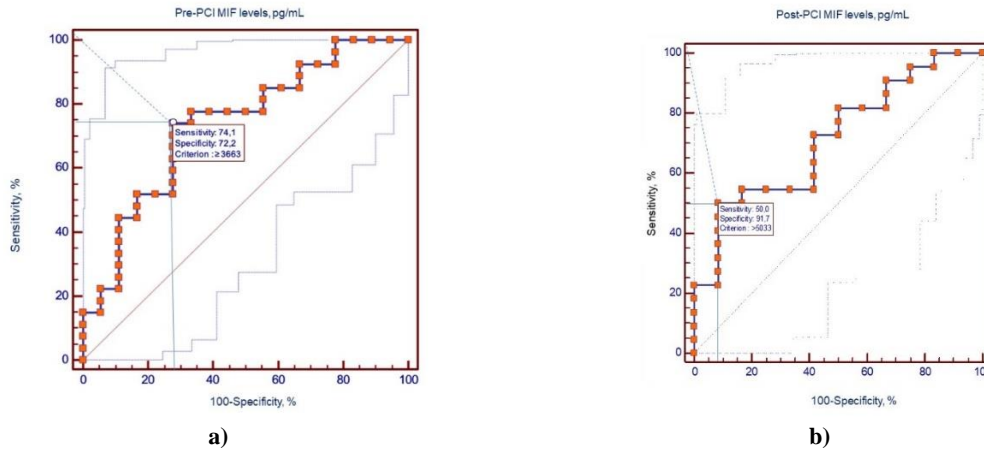 Pre-PCI MIF levels, pg/mL
100
80
60
40
20
0
Sensitivity, %
Sensitivity: 74,1
Specificity: 72,2
Criterion : ≥3663
0 20 40 60 80 100
100-Specificity, %
a)
Post-PCI MIF levels, pg/mL
100
80
60
40
20
0
Sensitivity, %
Sensitivity: 50,0
Specificity: 91,7
Criterion : >5033
0 20 40 60 80 100
100-Specificity, %
b)